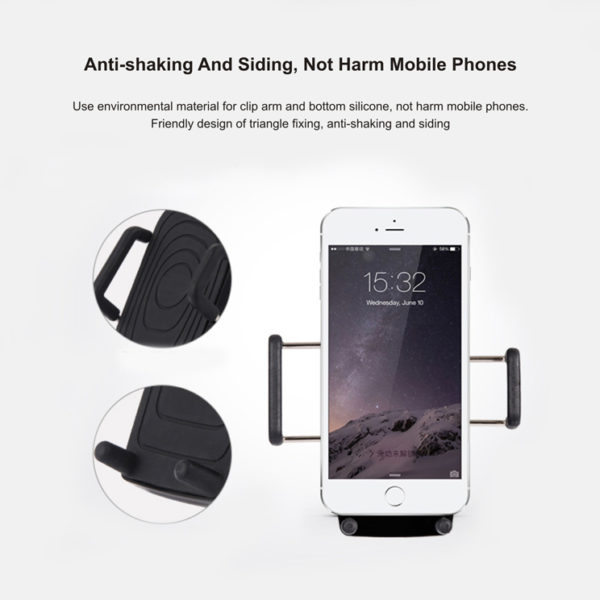 Anti-shaking And Siding, Not Harm Mobile Phones
Use environmental material for clip arm and bottom silicone, not harm mobile phones.
Friendly design of triangle fixing, anti-shaking and siding
58%
15:32
Wednesday, June 10